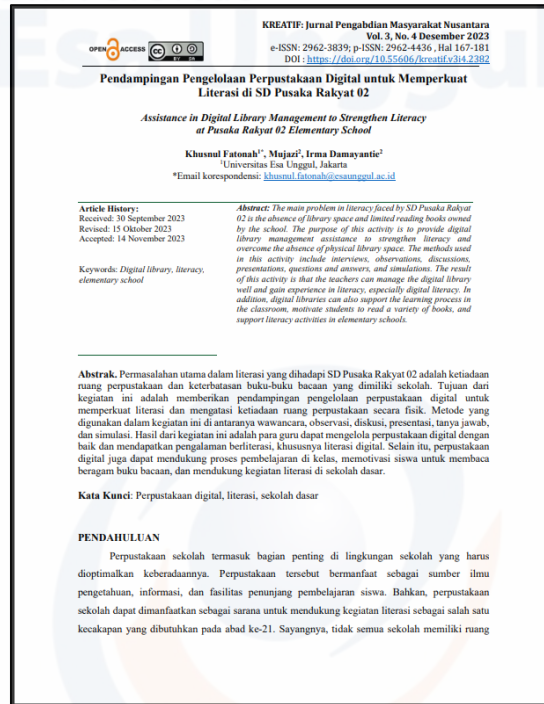 Esa Unggul
KREATIF: Jurnal Pengabdian Masyarakat Nusantara
Vol. 3, No. 4 Desember 2023
e-ISSN: 2962-3839; p-ISSN: 2962-4436, Hal 167-181
DOI : https://doi.org/10.55606/kreatif.v3i4.2382
OPEN ACCESS
CC BY SA
Pendampingan Pengelolaan Perpustakaan Digital untuk Memperkuat
Literasi di SD Pusaka Rakyat 02
Assistance in Digital Library Management to Strengthen Literacy
at Pusaka Rakyat 02 Elementary School
Khusnul Fatonah1*, Mujazi2, Irma Damayantie2
1Universitas Esa Unggul, Jakarta
*Email korespondensi: khusnul.fatonah@esaunggul.ac.id
Article History:
Received: 30 September 2023
Revised: 15 Oktober 2023
Accepted: 14 November 2023
Keywords: Digital library, literacy,
elementary school
Abstract: The main problem in literacy faced by SD Pusaka Rakyat
02 is the absence of library space and limited reading books owned
by the school. The purpose of this activity is to provide digital
library management assistance to strengthen literacy and
overcome the absence of physical library space. The methods used
in this activity include interviews, observations, discussions,
presentations, questions and answers, and simulations. The result
of this activity is that the teachers can manage the digital library
well and gain experience in literacy, especially digital literacy. In
addition, digital libraries can also support the learning process in
the classroom, motivate students to read a variety of books, and
support literacy activities in elementary schools.
Abstrak. Permasalahan utama dalam literasi yang dihadapi SD Pusaka Rakyat 02 adalah ketiadaan
ruang perpustakaan dan keterbatasan buku-buku bacaan yang dimiliki sekolah. Tujuan dari
kegiatan ini adalah memberikan pendampingan pengelolaan perpustakaan digital untuk
memperkuat literasi dan mengatasi ketiadaan ruang perpustakaan secara fisik. Metode yang
digunakan dalam kegiatan ini di antaranya wawancara, observasi, diskusi, presentasi, tanya jawab,
dan simulasi. Hasil dari kegiatan ini adalah para guru dapat mengelola perpustakaan digital dengan
baik dan mendapatkan pengalaman berliterasi, khususnya literasi digital. Selain itu, perpustakaan
digital juga dapat mendukung proses pembelajaran di kelas, memotivasi siswa untuk membaca
beragam buku bacaan, dan mendukung kegiatan literasi di sekolah dasar.
Kata Kunci: Perpustakaan digital, literasi, sekolah dasar
PENDAHULUAN
Perpustakaan sekolah termasuk bagian penting di lingkungan sekolah yang harus
dioptimalkan keberadaannya. Perpustakaan tersebut bermanfaat sebagai sumber ilmu
pengetahuan, informasi, dan fasilitas penunjang pembelajaran siswa. Bahkan, perpustakaan
sekolah dapat dimanfaatkan sebagai sarana untuk mendukung kegiatan literasi sebagai salah satu
kecakapan yang dibutuhkan pada abad ke-21. Sayangnya, tidak semua sekolah memiliki ruang